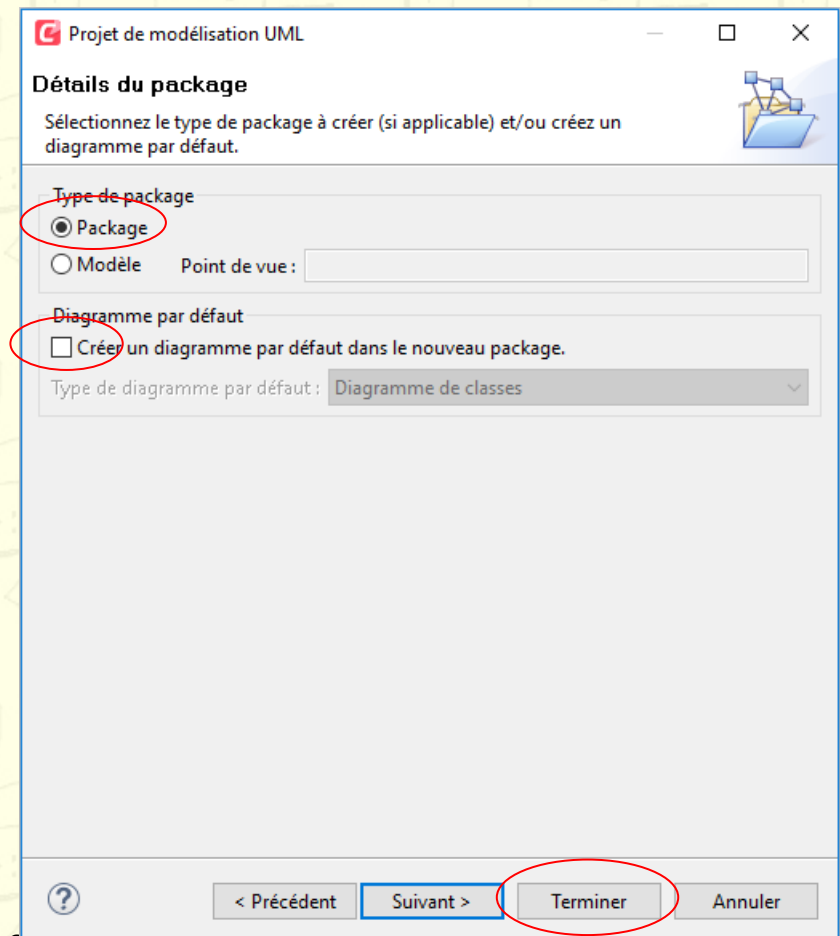 Projet de modélisation UML
Détails du package
Sélectionnez le type de package à créer (si applicable) et/ou créez un
diagramme par défaut.
Type de package
Package
Modèle Point de vue :
Diagramme par défaut
Créer un diagramme par défaut dans le nouveau package.
Type de diagramme par défaut : Diagramme de classes
< Précédent Suivant > Terminer Annuler